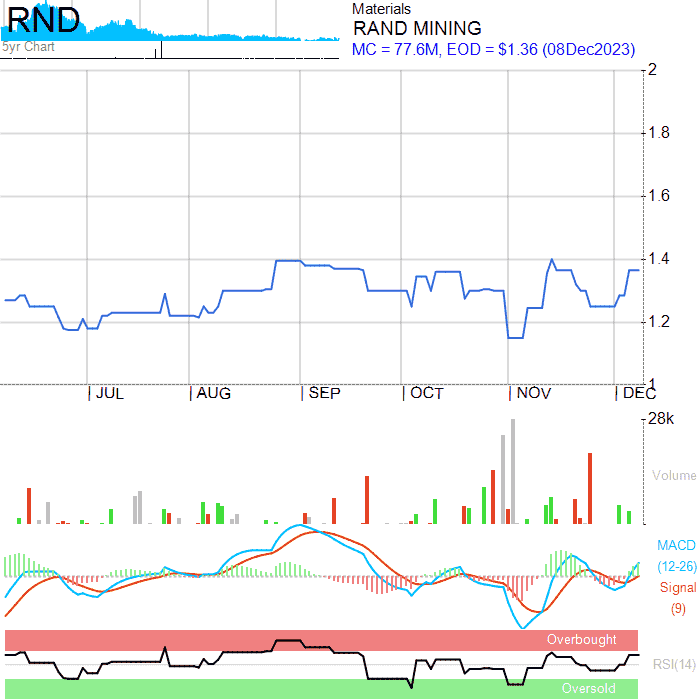 RND
5yr Chart
Materials
RAND MINING
MC = 77.6M, EOD = $1.36 (08Dec2023)
2
1.8
1.6
1.4
1.2
1
JUL AUG SEP OCT NOV DEC
28k
Volume
MACD
(12-26)
Signal
(9)
Overbought
RSI(14)
Oversold